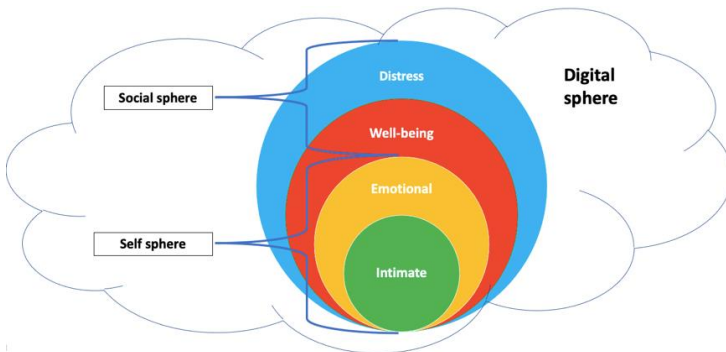 Distress
Digital
sphere
Social sphere
Well-being
Emotional
Self sphere
Intimate